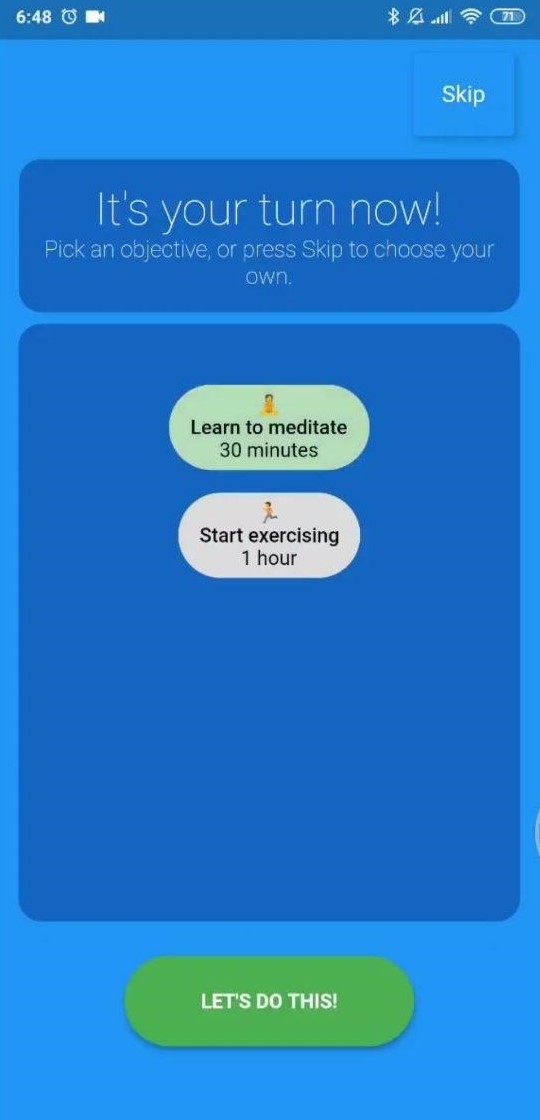 6:48
71
Skip
It's your turn now!
Pick an objective, or press Skip to choose your
own.
Learn to meditate
30 minutes
Start exercising
1 hour
LET'S DO THIS!